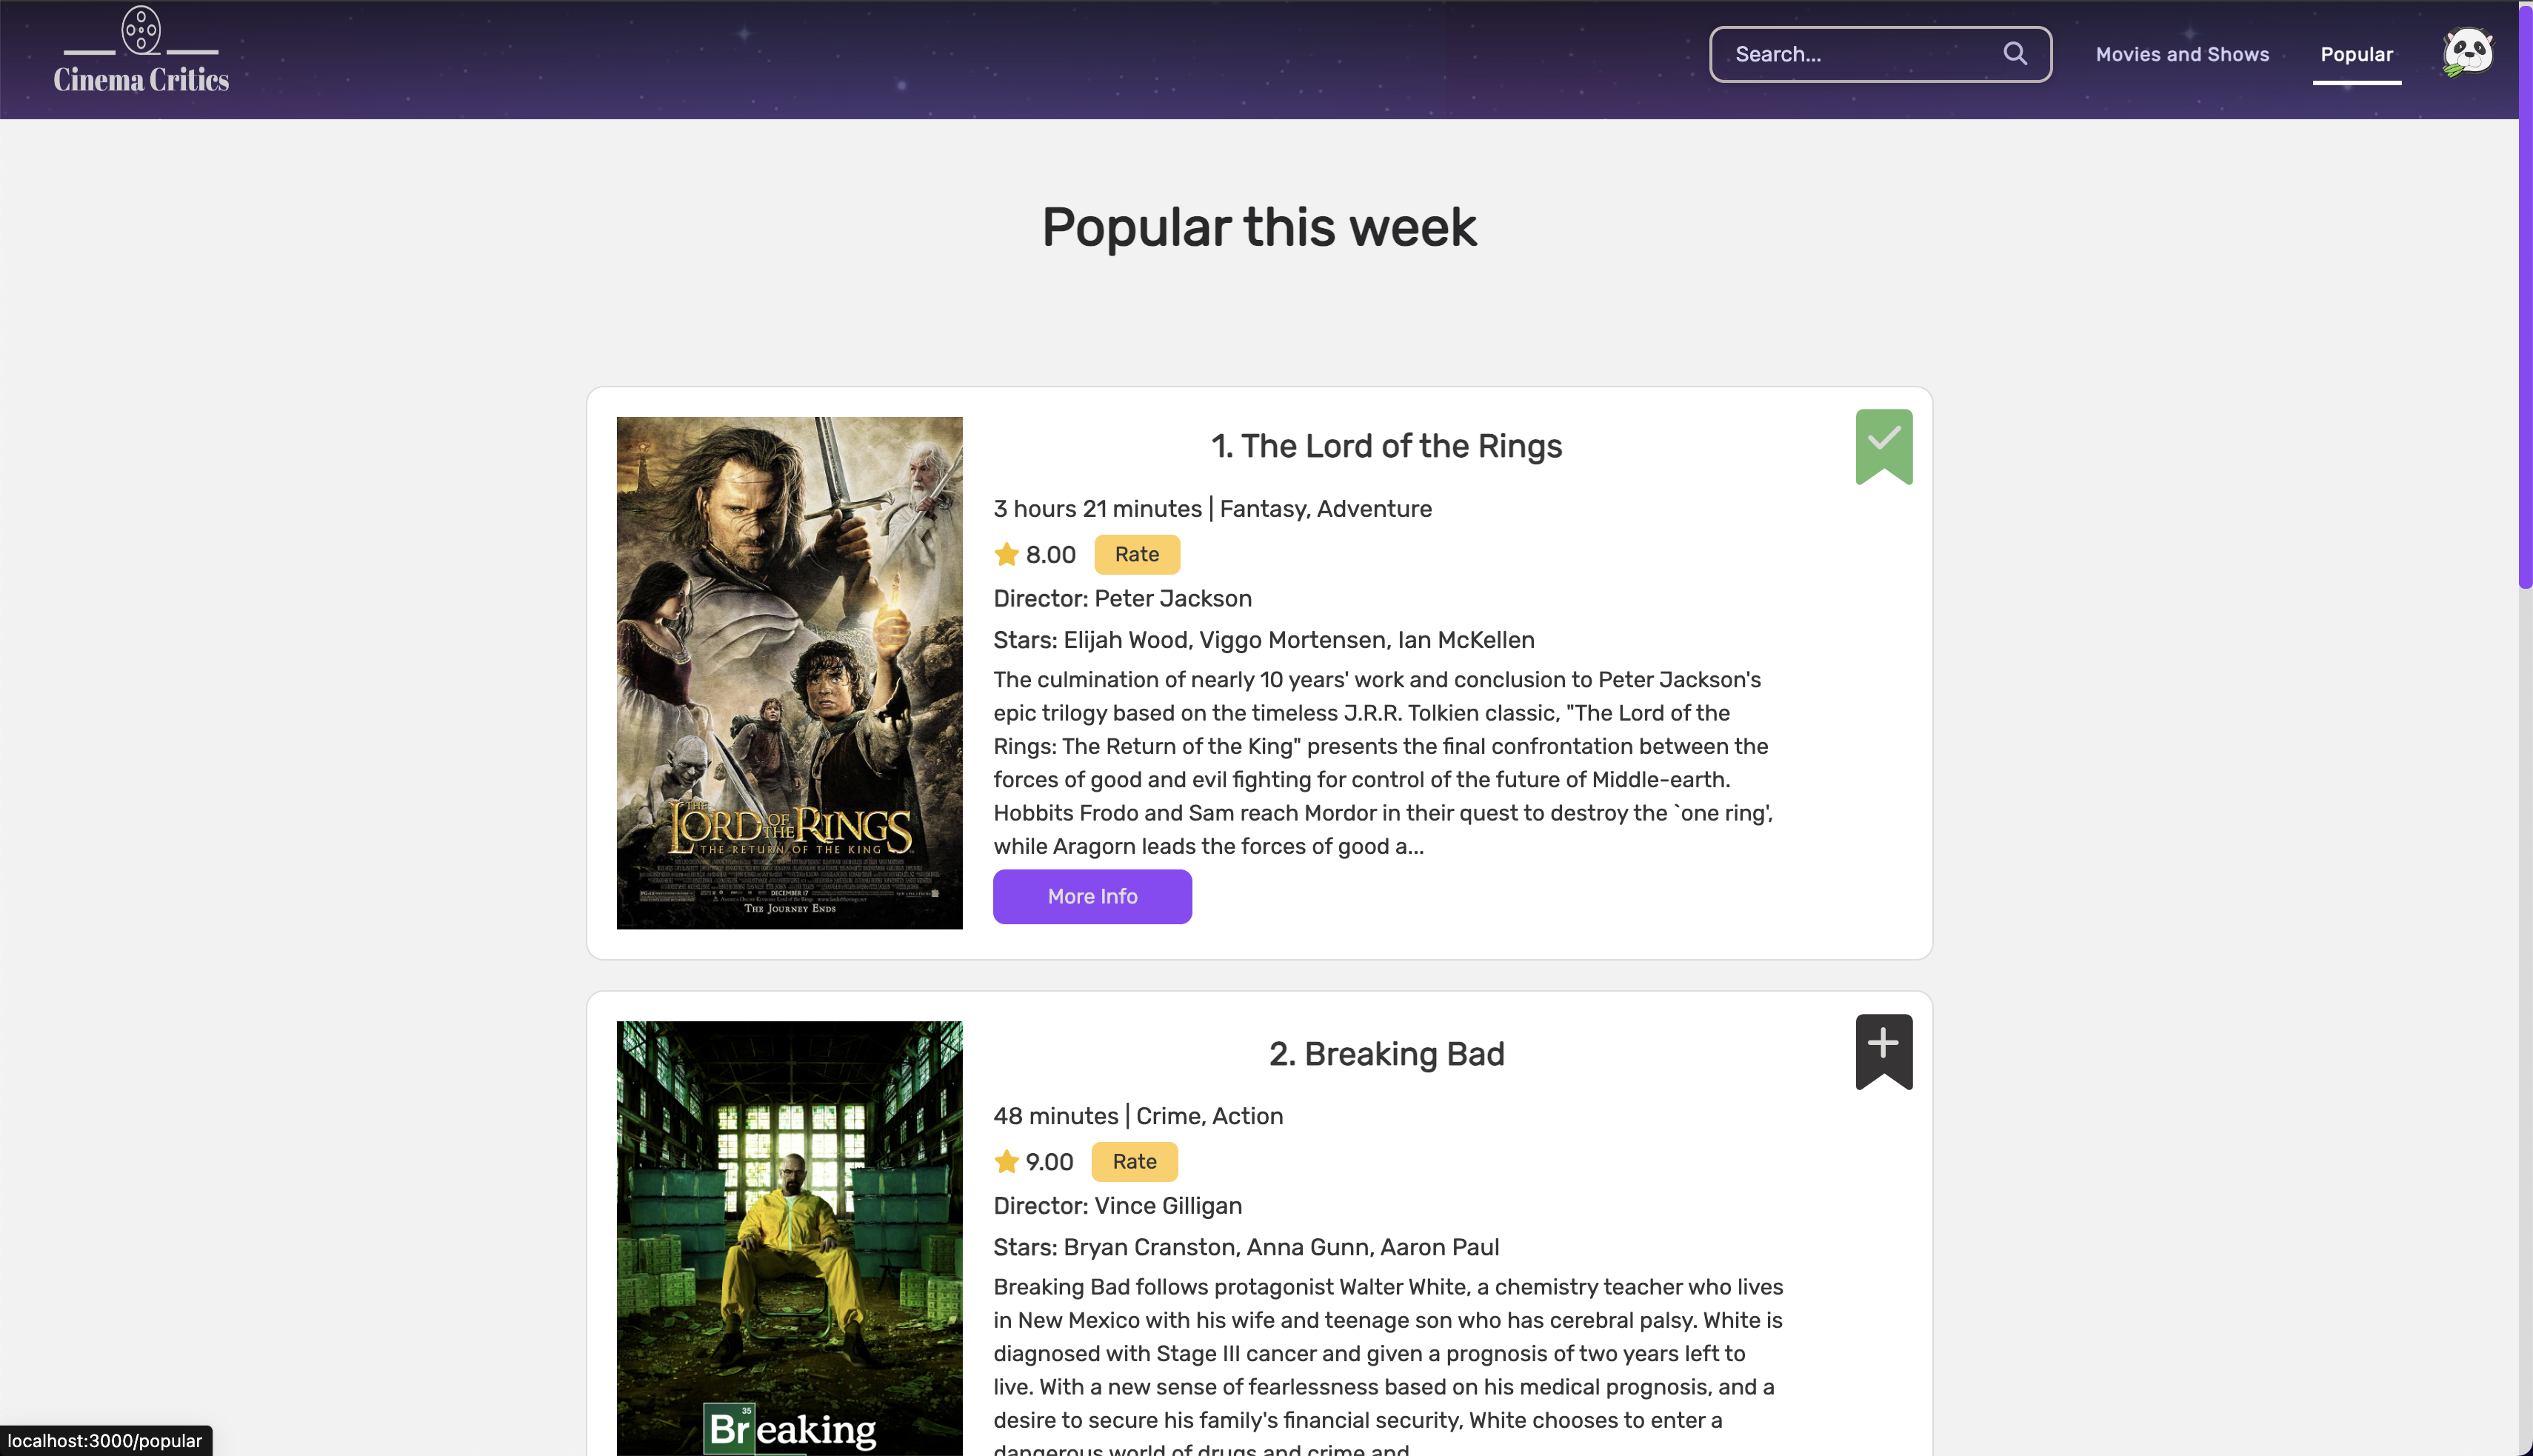 Cinema Critics
Search...
Movies and Shows
Popular
Popular this week
1. The Lord of the Rings
3 hours 21 minutes | Fantasy, Adventure
8.00
Rate
Director: Peter Jackson
Stars: Elijah Wood, Viggo Mortensen, Ian McKellen
The culmination of nearly 10 years' work and conclusion to Peter Jackson's
epic trilogy based on the timeless J.R.R. Tolkien classic, "The Lord of the
Rings: The Return of the King" presents the final confrontation between the
forces of good and evil fighting for control of the future of Middle-earth.
Hobbits Frodo and Sam reach Mordor in their quest to destroy the `one ring',
while Aragorn leads the forces of good a...
More Info
THE
LORD OF THE RINGS
THE RETURN OF THE KING
DECEMBER 17
THE JOURNEY ENDS
2. Breaking Bad
48 minutes | Crime, Action
9.00
Rate
Director: Vince Gilligan
Stars: Bryan Cranston, Anna Gunn, Aaron Paul
Breaking Bad follows protagonist Walter White, a chemistry teacher who lives
in New Mexico with his wife and teenage son who has cerebral palsy. White is
diagnosed with Stage III cancer and given a prognosis of two years left to
live. With a new sense of fearlessness based on his medical prognosis, and a
desire to secure his family's financial security, White chooses to enter a
dangerous world of drugs and crime and
35
Breaking
localhost:3000/popular